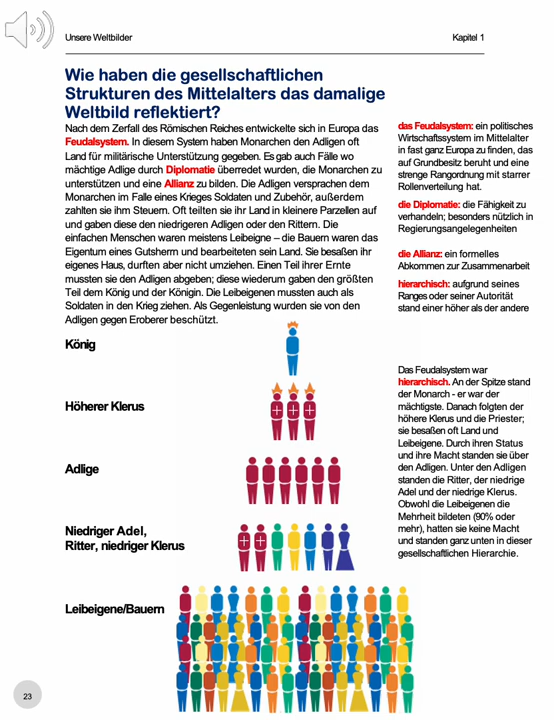 Unsere Weltbilder
Kapitel 1
Wie haben die gesellschaftlichen
Strukturen des Mittelalters das damalige
Weltbild reflektiert?
Nach dem Zerfall des Römischen Reiches entwickelte sich in Europa das
Feudalsystem. In diesem System haben Monarchen den Adligen oft
Land für militärische Unterstützung gegeben. Es gab auch Fälle wo
mächtige Adlige durch Diplomatie überredet wurden, die Monarchen zu
unterstützen und eine Allianz zu bilden. Die Adligen versprachen dem
Monarchen im Falle eines Krieges Soldaten und Zubehör, außerdem
zahlten sie ihm Steuern. Oft teilten sie ihr Land in kleinere Parzellen auf
und gaben diese den niedrigeren Adligen oder den Rittern. Die
einfachen Menschen waren meistens Leibeigne – die Bauern waren das
Eigentum eines Gutsherm und bearbeiteten sein Land. Sie besaßen ihr
eigenes Haus, durften aber nicht umziehen. Einen Teil ihrer Ernte
mussten sie den Adligen abgeben; diese wiederum gaben den größten
Teil dem König und der Königin. Die Leibeigenen mussten auch als
Soldaten in den Krieg ziehen. Als Gegenleistung wurden sie von den
Adligen gegen Eroberer beschützt.
das Feudalsystem: ein politisches
Wirtschaftssystem im Mittelalter
in fast ganz Europa zu finden, das
auf Grundbesitz beruht und eine
strenge Rangordnung mit starrer
Rollenverteilung hat.
die Diplomatie: die Fähigkeit zu
verhandeln; besonders nützlich in
Regierungsangelegenheiten
die Allianz: ein formelles
Abkommen zur Zusammenarbeit
hierarchisch: aufgrund seines
Ranges oder seiner Autorität
stand einer höher als der andere
König
Höherer Klerus
Adlige
Niedriger Adel,
Ritter, niedriger Klerus
Leibeigene/Bauern
Das Feudalsystem war
hierarchisch. An der Spitze stand
der Monarch - er war der
mächtigste. Danach folgten der
höhere Klerus und die Priester;
sie besaßen oft Land und
Leibeigene. Durch ihren Status
und ihre Macht standen sie über
den Adligen. Unter den Adligen
standen die Ritter, der niedrige
Adel und der niedrige Klerus.
Obwohl die Leibeigenen die
Mehrheit bildeten (90% oder
mehr), hatten sie keine Macht
und standen ganz unten in dieser
gesellschaftlichen Hierarchie.
23